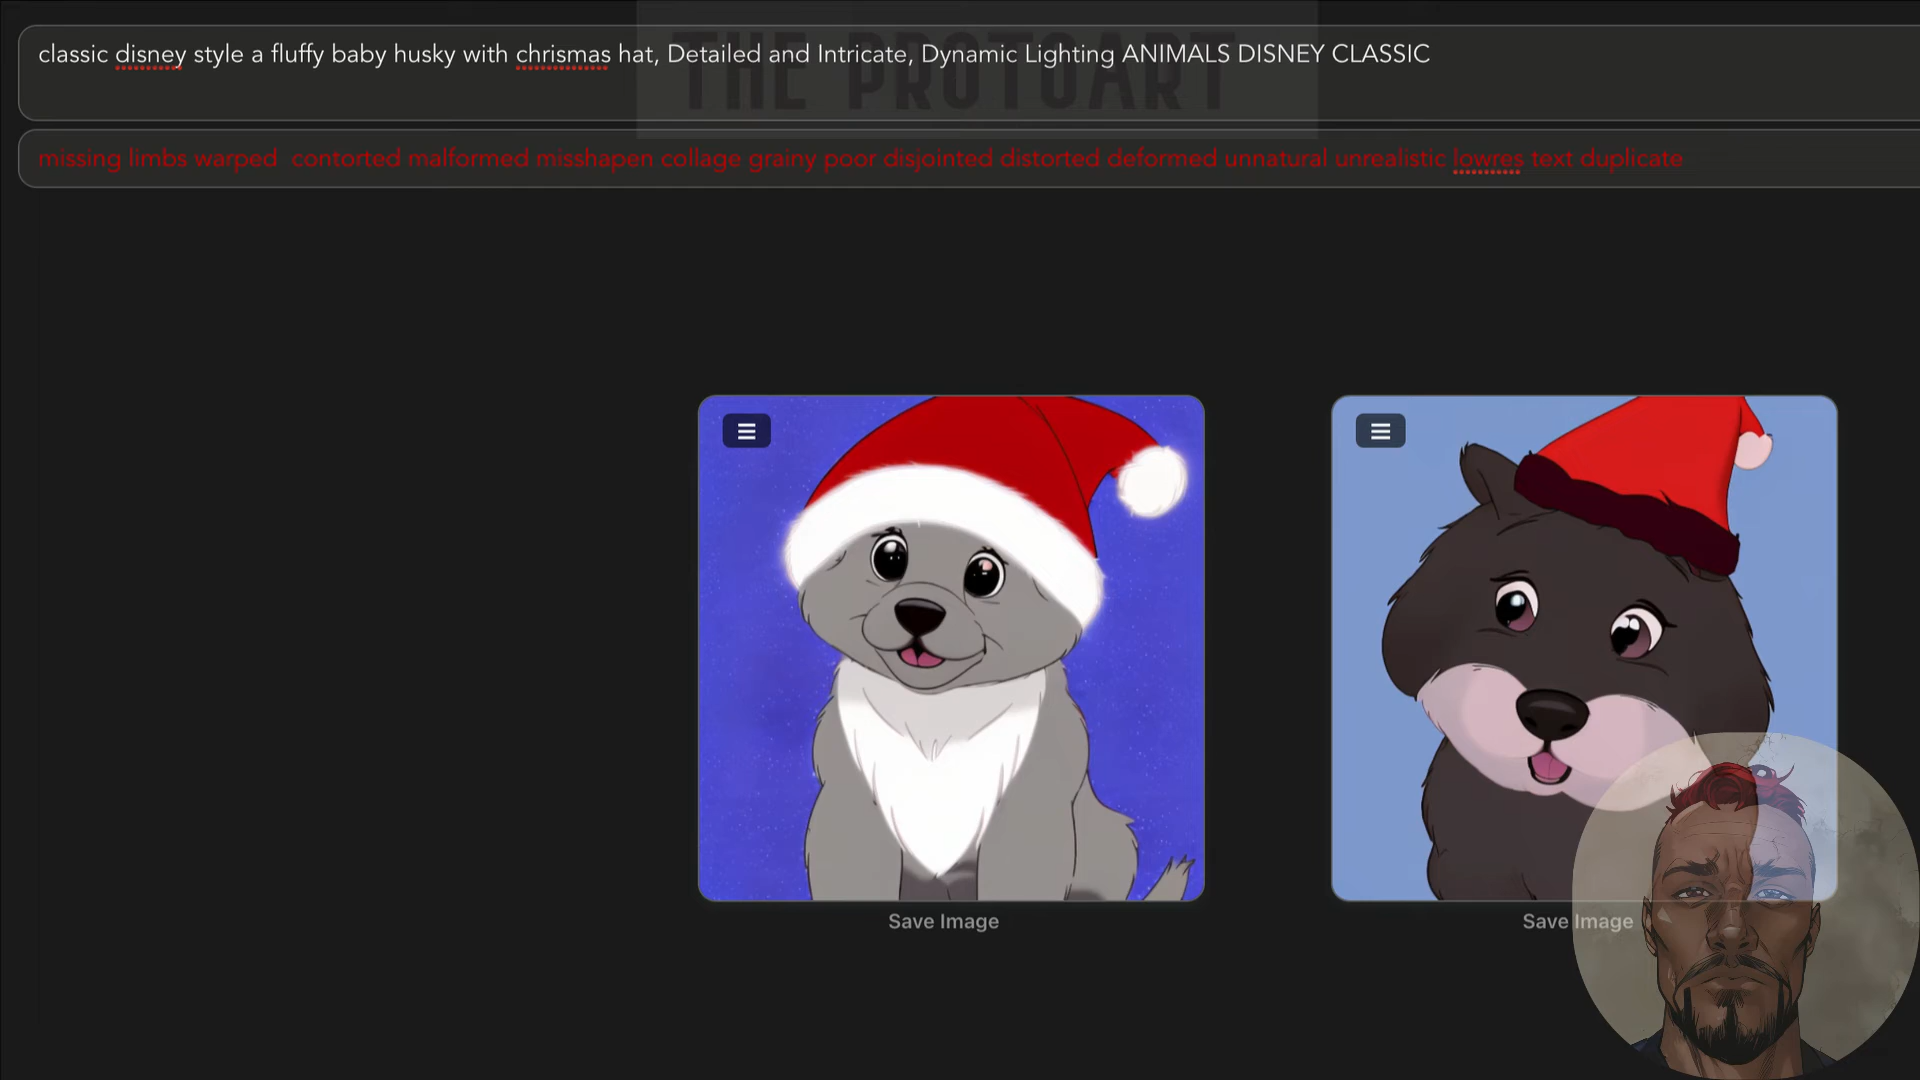 classic disney style a fluffy baby husky with chrismas hat, Detailed and Intricate, Dynamic Lighting ANIMALS DISNEY CLASSIC
THE PROTOART
missing limbs warped  contorted malformed misshapen collage grainy poor disjointed distorted deformed unnatural unrealistic lowres text duplicate
Save Image
Save Image